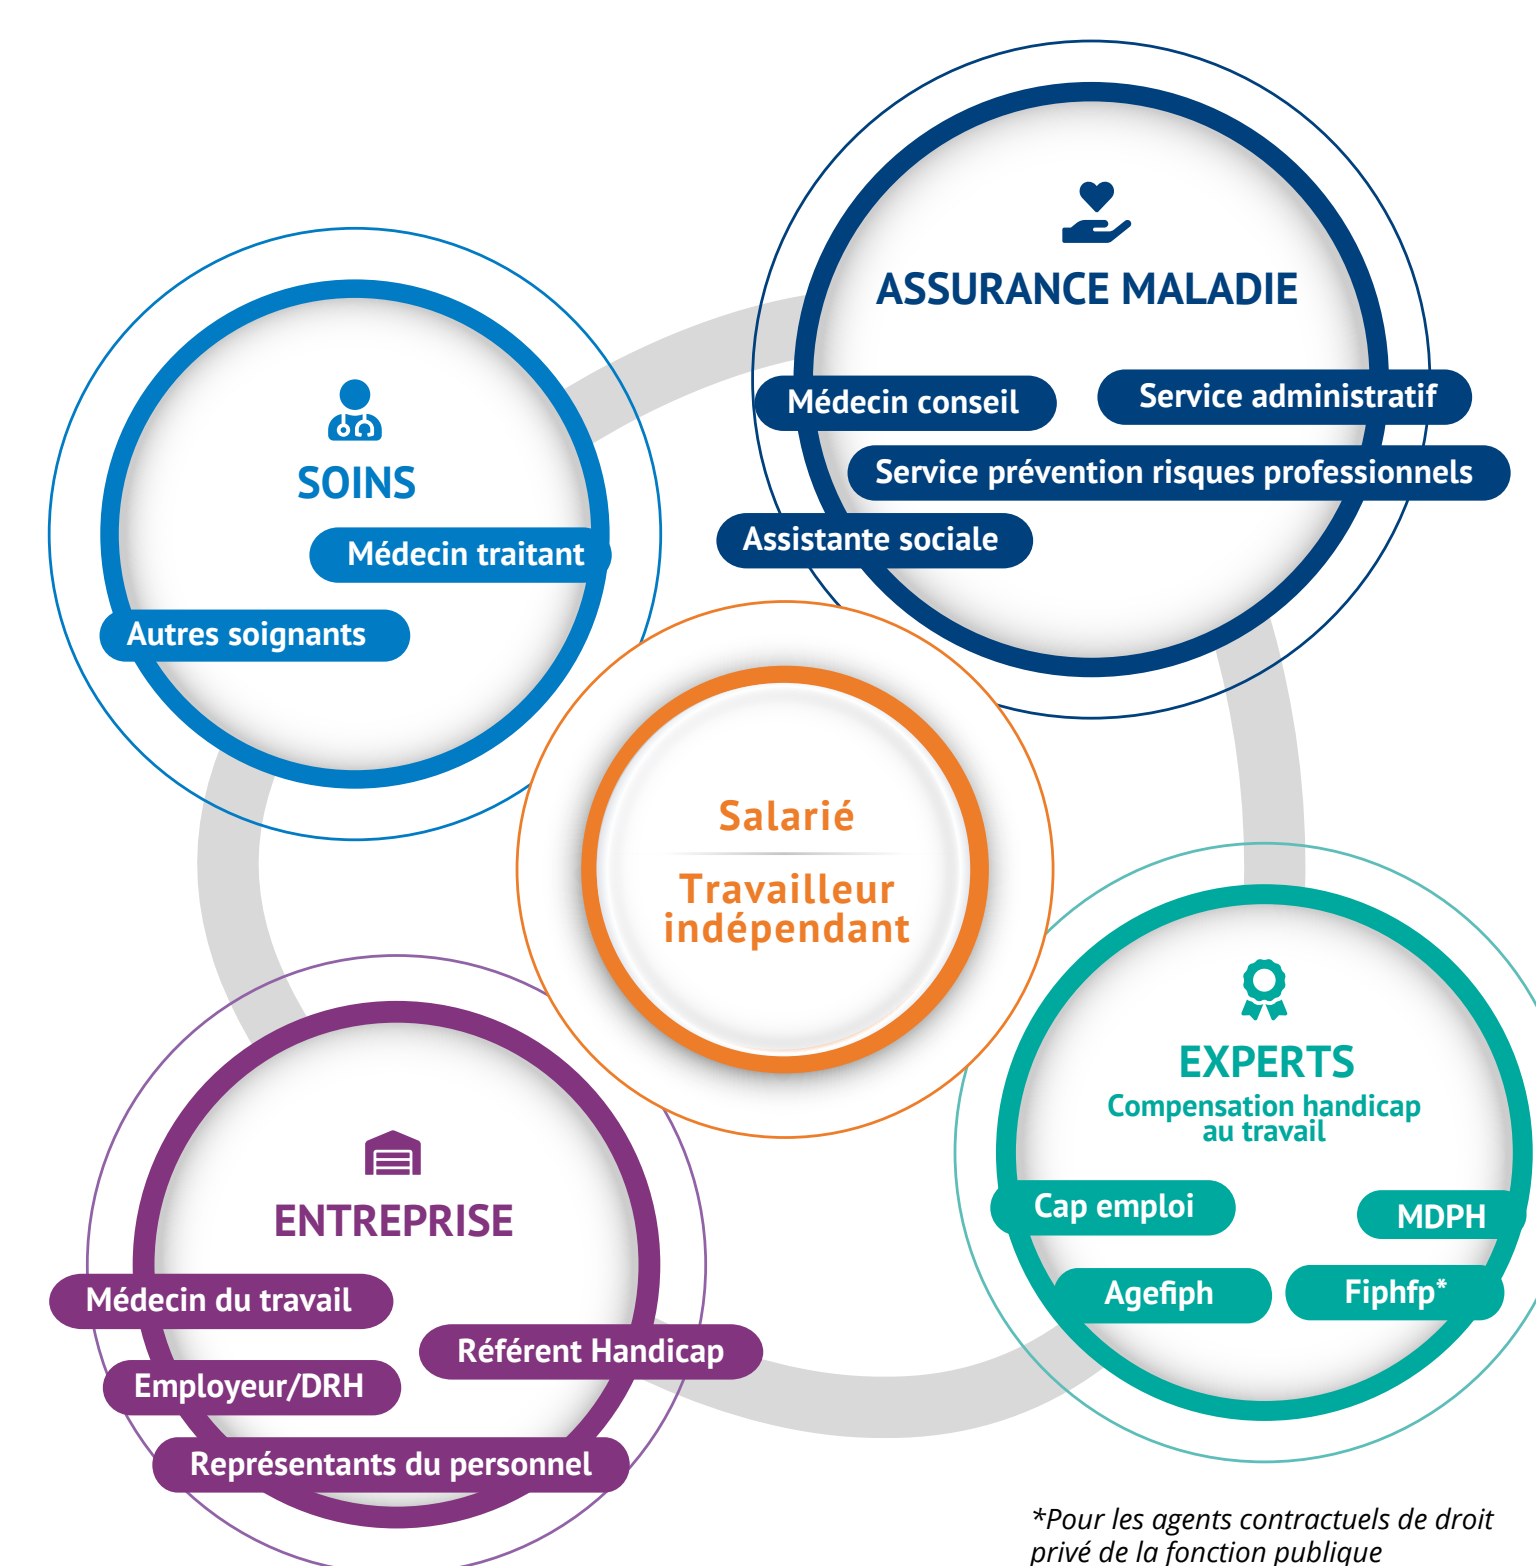 ASSURANCE MALADIE
Médecin conseil
Service administratif
Service prévention risques professionnels
Assistante sociale
SOINS
Médecin traitant
Autres soignants
Salarié
Travailleur
indépendant
EXPERTS
Compensation handicap
au travail
Cap emploi
MDPH
Agefiph
Fiphfp*
ENTREPRISE
Médecin du travail
Référent Handicap
Employeur/DRH
Représentants du personnel
*Pour les agents contractuels de droit
privé de la fonction publique